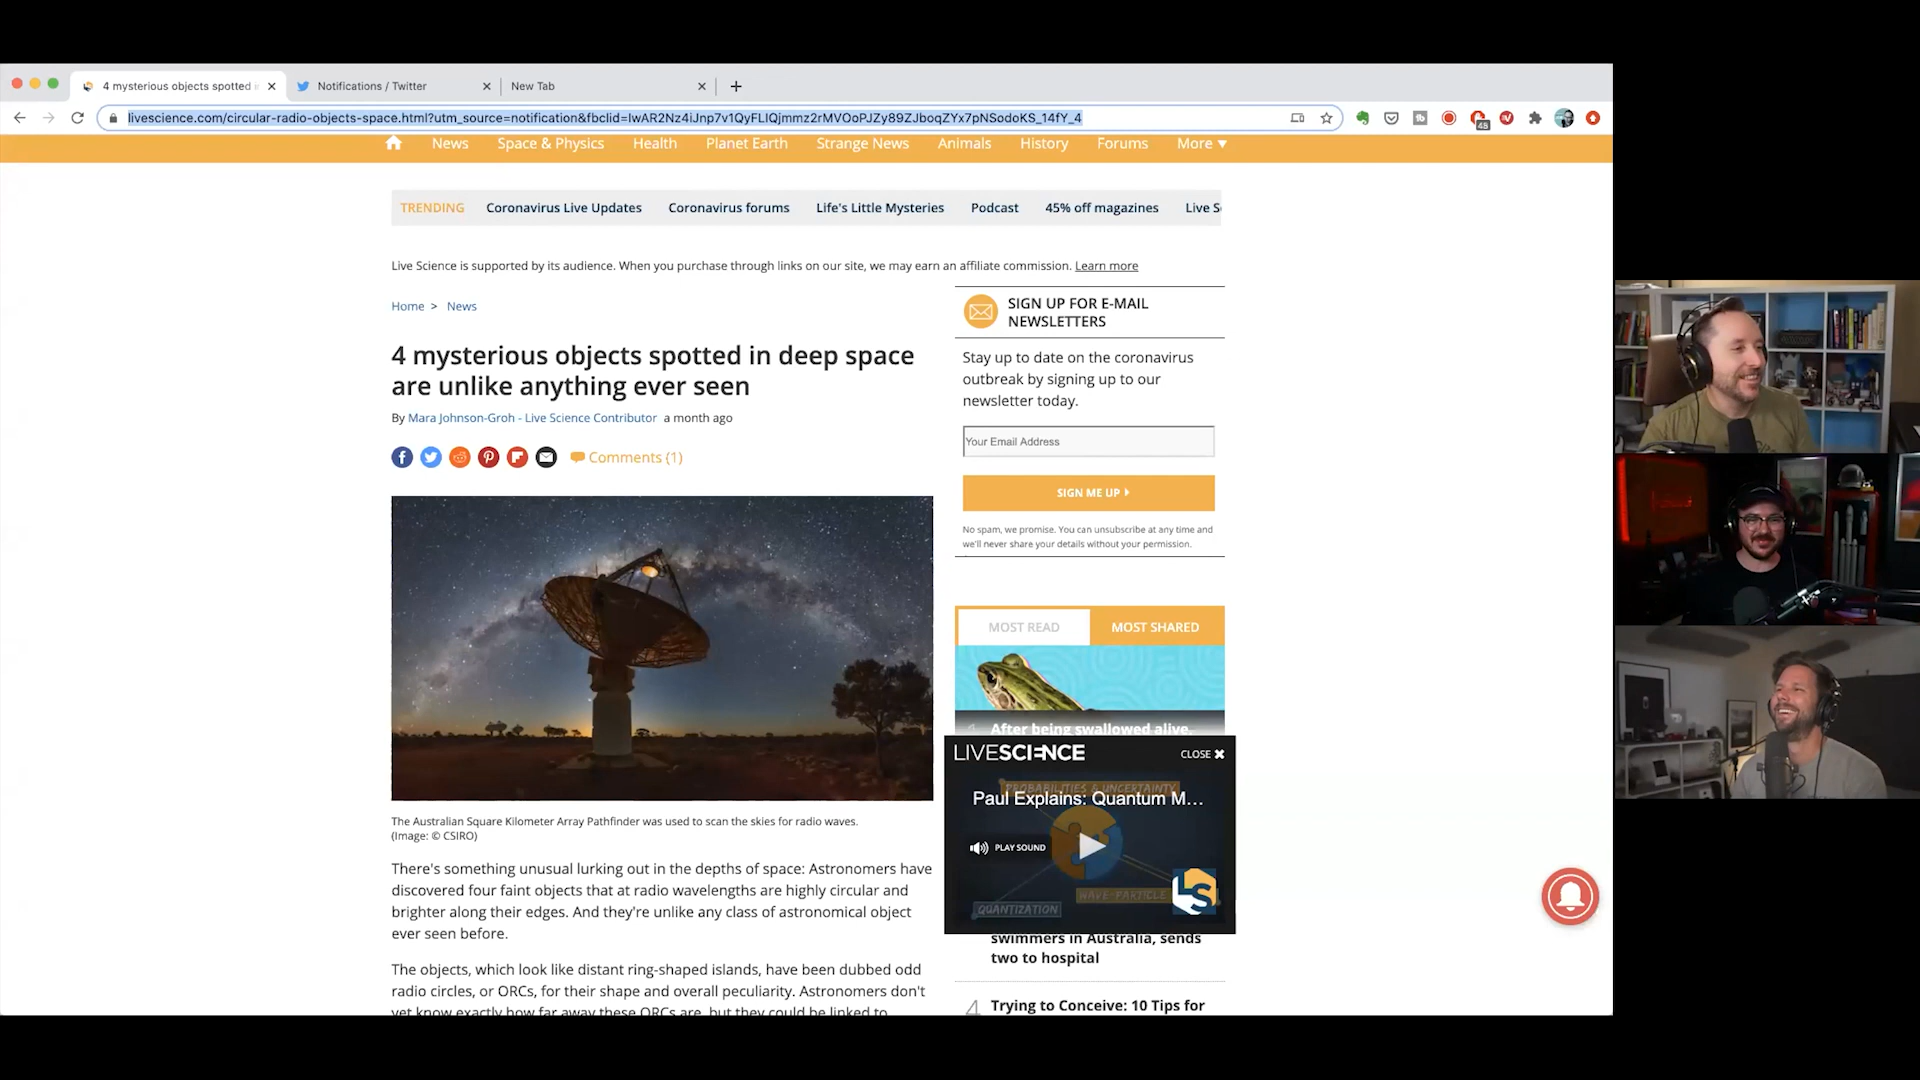 4 mysterious objects spotted i
Notifications / Twitter
New Tab
livescience.com/circular-radio-objects-space.html?utm_source=notification&fbclid=IwAR2Nz4iJnp7v1QyFLIQjmmz2rMVOoPJZy89ZJboqZYx7pNSodoKS_14fY_4
45
News Space & Physics Health Planet Earth Strange News Animals History Forums More
TRENDING Coronavirus Live Updates Coronavirus forums Life's Little Mysteries Podcast 45% off magazines Live S
Live Science is supported by its audience. When you purchase through links on our site, we may earn an affiliate commission. Learn more
Home > News
4 mysterious objects spotted in deep space
are unlike anything ever seen
By Mara Johnson-Groh - Live Science Contributor a month ago
Comments (1)
The Australian Square Kilometer Array Pathfinder was used to scan the skies for radio waves.
(Image: © CSIRO)
There's something unusual lurking out in the depths of space: Astronomers have
discovered four faint objects that at radio wavelengths are highly circular and
brighter along their edges. And they're unlike any class of astronomical object
ever seen before.
The objects, which look like distant ring-shaped islands, have been dubbed odd
radio circles, or ORCs, for their shape and overall peculiarity. Astronomers don't
yet know exactly how far away these ORCs are, but they could be linked to
SIGN UP FOR E-MAIL
NEWSLETTERS
Stay up to date on the coronavirus
outbreak by signing up to our
newsletter today.
Your Email Address
SIGN ME UP
No spam, we promise. You can unsubscribe at any time and
we'll never share your details without your permission.
MOST READ MOST SHARED
After being swallowed alive,
LIVESCIENCE CLOSE
PROBABILITIES & UNCERTAINTY
Paul Explains: Quantum M...
PLAY SOUND
WAVE-PARTICLE
LS
QUANTIZATION
swimmers in Australia, sends
two to hospital
4 Trying to Conceive: 10 Tips for